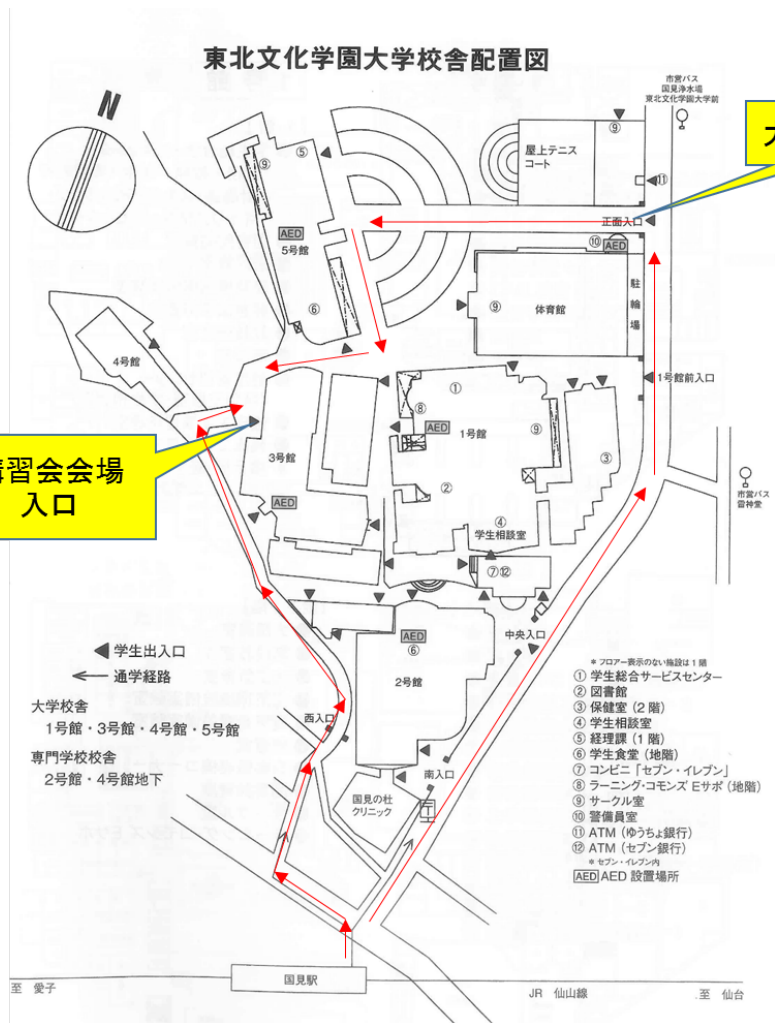 東北文化学園大学校舎配置図
市営バス
国見浄水場
東北文化学園大学前
N
⑨
屋上テニス
コート
⑪
大
正面入口
⑩ AED
⑨
⑤
AED
5号館
⑥
⑨
体育館
駐輪場
4号館
1号館前入口
①
⑧
AED
1号館
⑨
③
②
3号館
AED
講習会会場
入口
市営バス
雷神堂
④
学生相談室
⑦⑫
AED
⑥
2号館
中央入口
西入口
南入口
国見の杜
クリニック
〒
学生出入口
通学経路
大学校舎
1号館・3号館・4号館・5号館
専門学校校舎
2号館・4号館地下
* フロアー表示のない施設は1階
① 学生総合サービスセンター
② 図書館
③ 保健室(2階)
④ 学生相談室
⑤ 経理課(1階)
⑥ 学生食堂(地階)
⑦ コンビニ「セブン・イレブン」
⑧ ラーニング・コモンズ Eサポ(地階)
⑨ サークル室
⑩ 警備員室
⑪ ATM(ゆうちょ銀行)
⑫ ATM(セブン銀行)
* セブン・イレブン内
AED AED 設置場所
国見駅
至 愛子
JR 仙山線
至 仙台